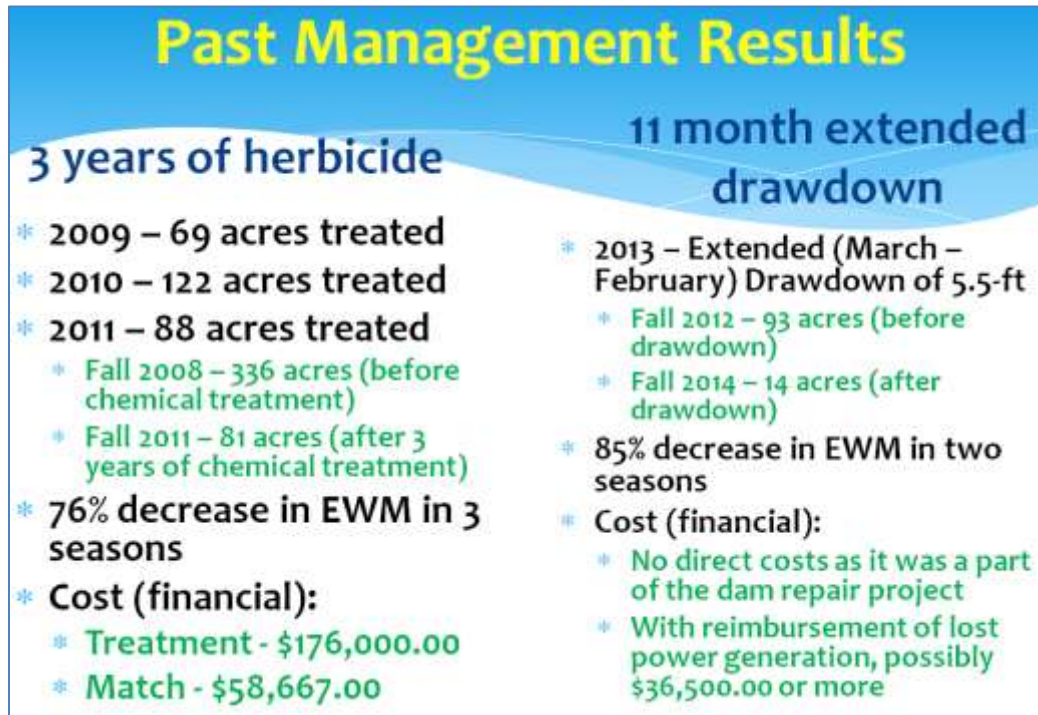 Past Management Results
3 years of herbicide
* 2009 – 69 acres treated
* 2010 – 122 acres treated
* 2011 – 88 acres treated
* Fall 2008 – 336 acres (before
chemical treatment)
* Fall 2011 – 81 acres (after 3
years of chemical treatment)
* 76% decrease in EWM in 3
seasons
* Cost (financial):
* Treatment - $176,000.00
* Match - $58,667.00
11 month extended
drawdown
* 2013 – Extended (March –
February) Drawdown of 5.5-ft
* Fall 2012 – 93 acres (before
drawdown)
* Fall 2014 – 14 acres (after
drawdown)
* 85% decrease in EWM in two
seasons
* Cost (financial):
* No direct costs as it was a part
of the dam repair project
* With reimbursement of lost
power generation, possibly
$36,500.00 or more